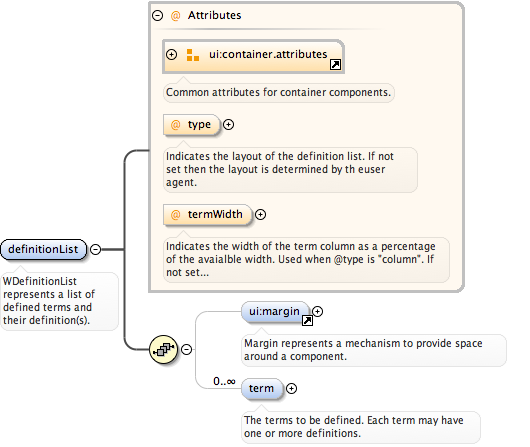 @ Attributes
ui:container.attributes
Common attributes for container components.
@ type
Indicates the layout of the definition list. If not
set then the layout is determined by th euser
agent.
@ termWidth
Indicates the width of the term column as a percentage
of the avaialble width. Used when @type is "column". If
not set...
definitionList
WDefinitionList
represents a list of
defined terms and
their definition(s).
ui:margin
Margin represents a mechanism to provide space
around a component.
0..∞
term
The terms to be defined. Each term may have
one or more definitions.